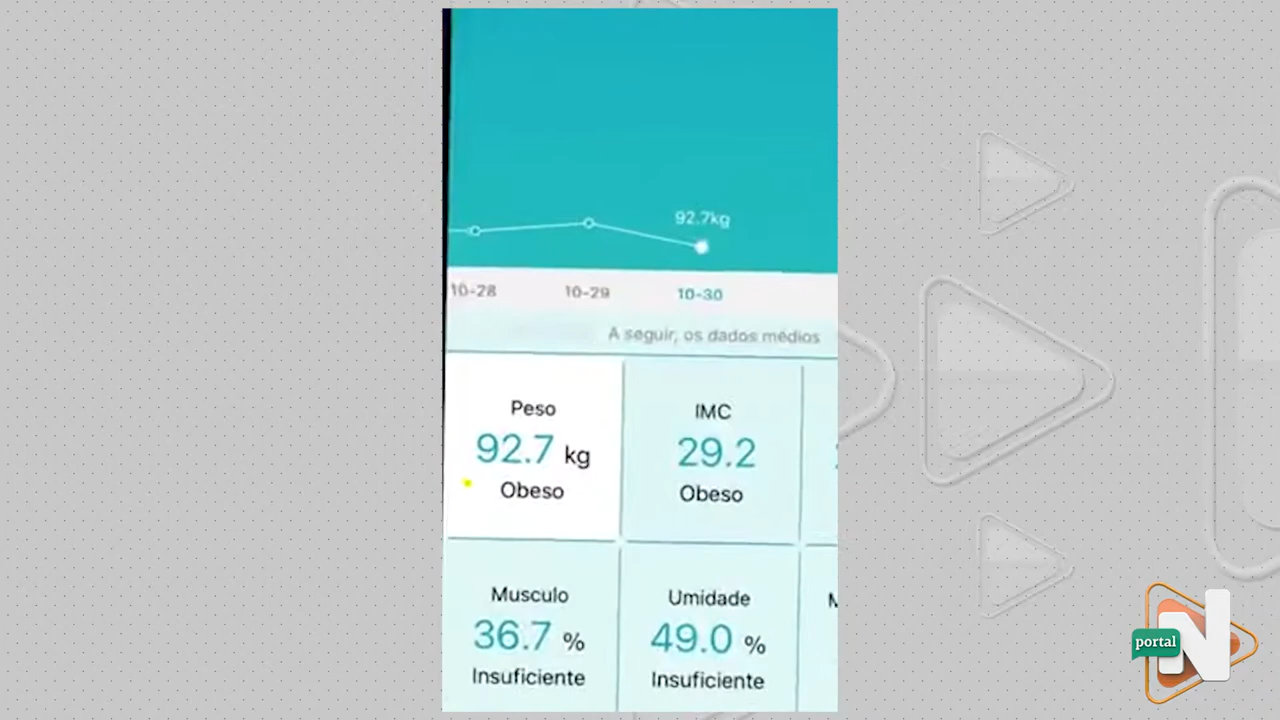 92.7kg
10-28 10-29 10-30
A seguir, os dados médios
Peso IMC
92.7 kg 29.2
Obeso Obeso
Musculo Umidade
36.7 % 49.0 %
Insuficiente Insuficiente
portal N